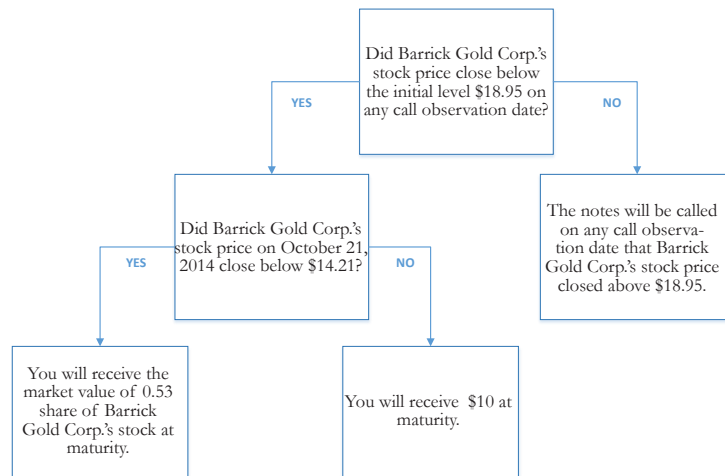 Did Barrick Gold Corp.'s
stock price close below
the initial level $18.95 on
any call observation date?
YES
NO
Did Barrick Gold Corp.'s
stock price on October 21,
2014 close below $14.21?
The notes will be called
on any call observa-
tion date that Barrick
Gold Corp.'s stock price
closed above $18.95.
YES
NO
You will receive the
market value of 0.53
share of Barrick
Gold Corp.'s stock at
maturity.
You will receive $10 at
maturity.